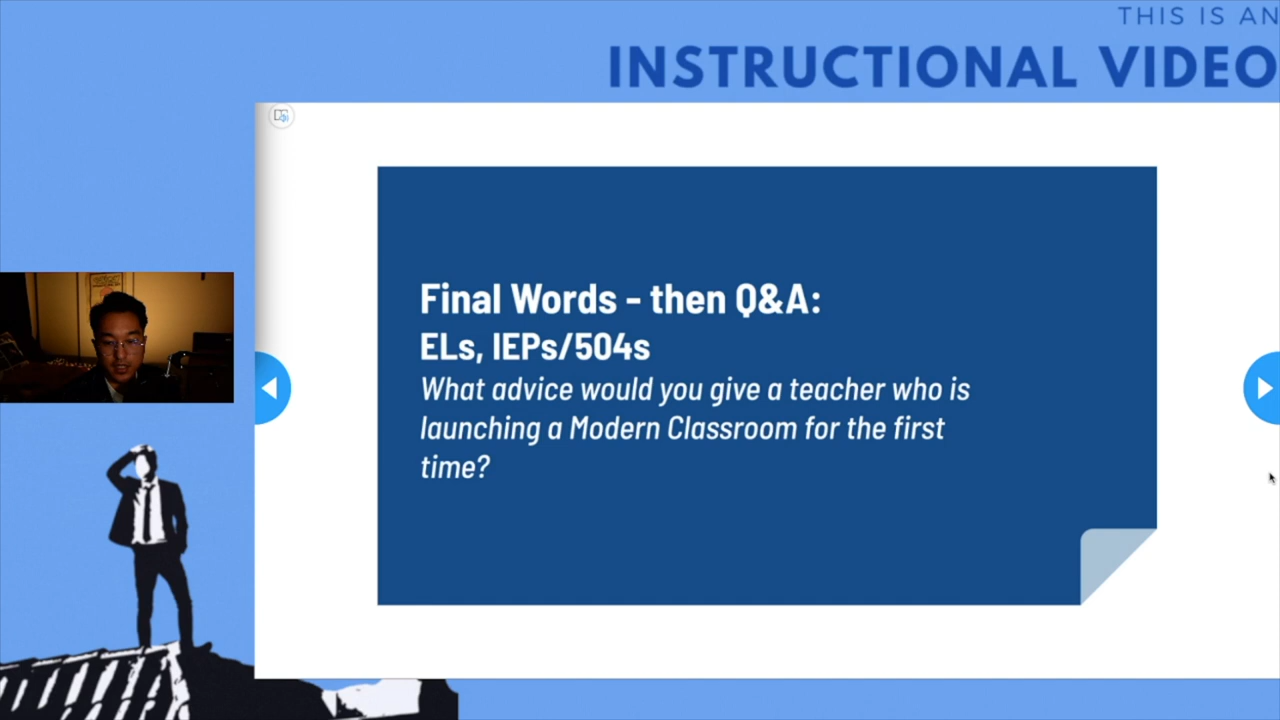 THIS IS AN
INSTRUCTIONAL VIDEO
Final Words - then Q&A:
ELs, IEPs/504s
What advice would you give a teacher who is
launching a Modern Classroom for the first
time?